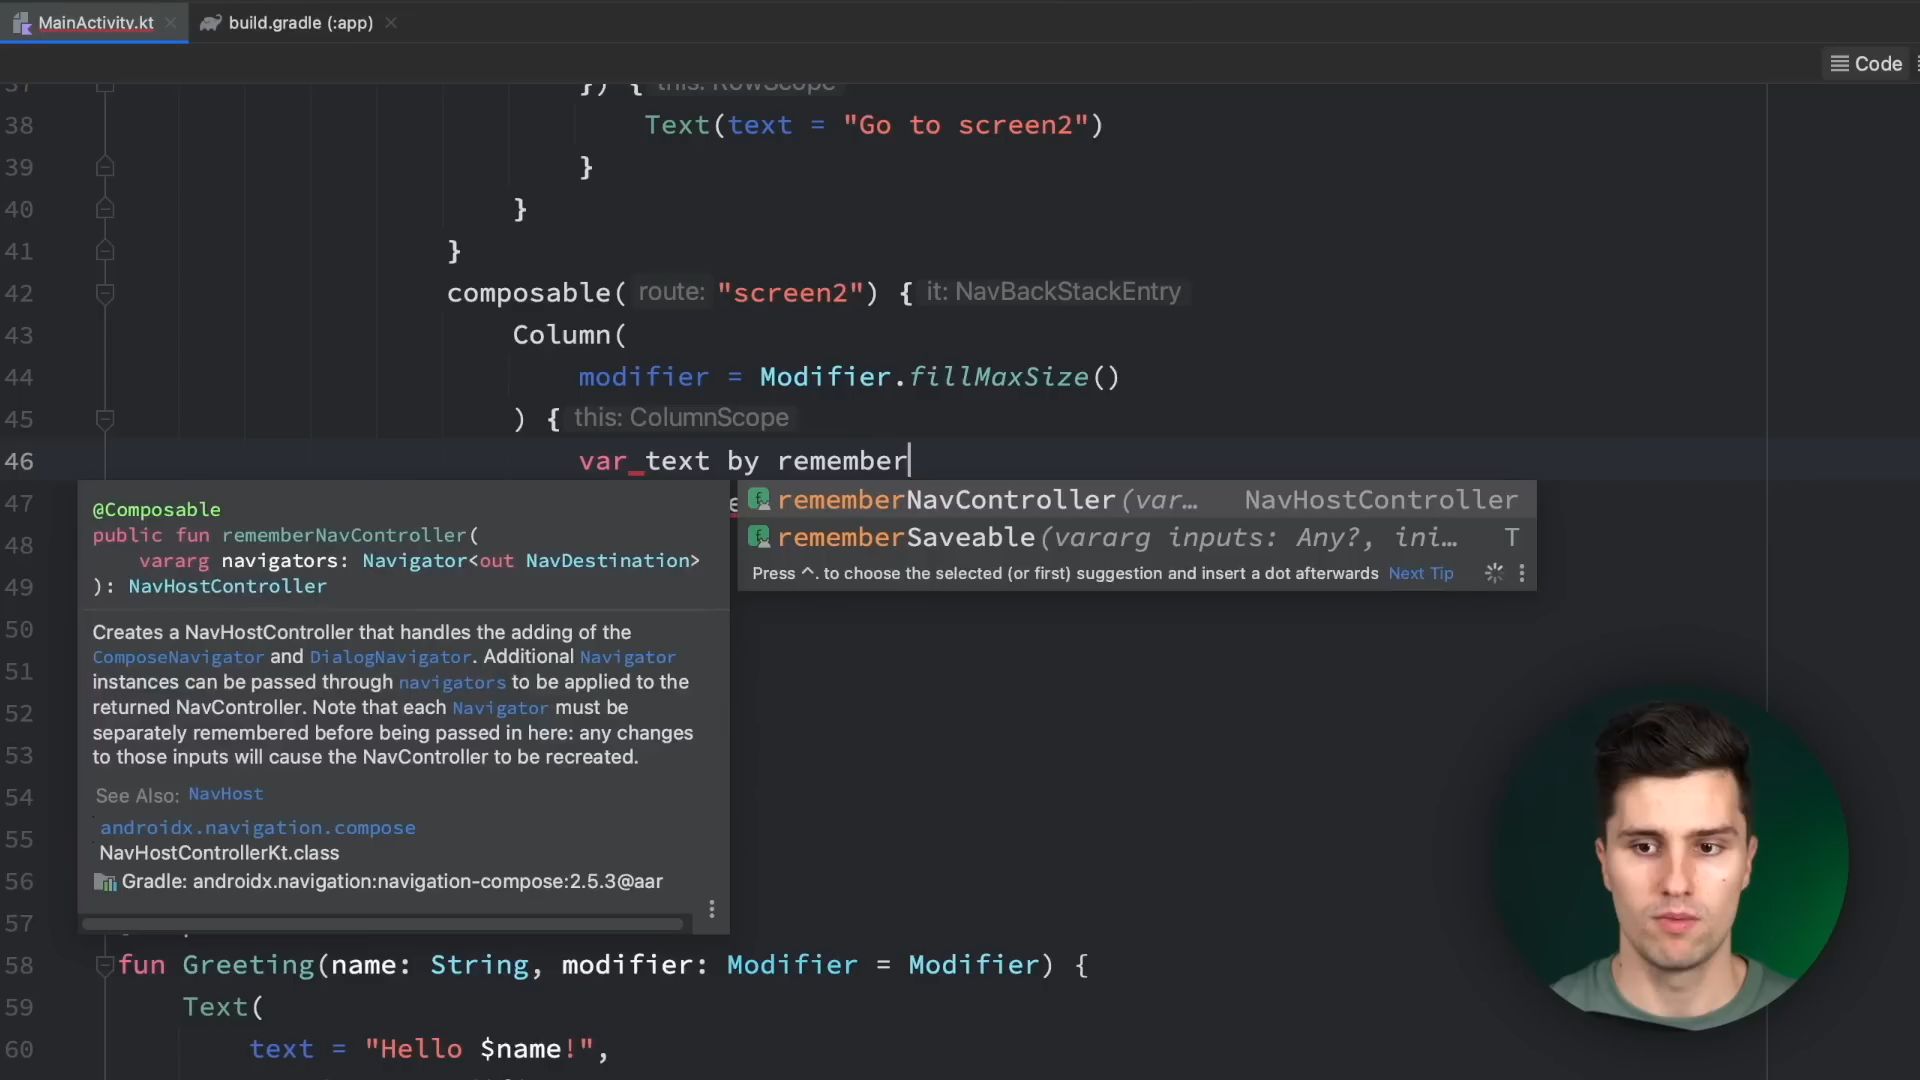 MainActivity.kt
build.gradle (:app)
Code
37 }) { this: RowScope
38 Text(text = "Go to screen2")
39 }
40 }
41 }
42 composable( route: "screen2") { it: NavBackStackEntry
43 Column(
44 modifier = Modifier.fillMaxSize()
45 ) { this: ColumnScope
46 var text by remember
47
48
49
50
51
52
53
54
55
56
57
rememberNavController(var… NavHostController
rememberSaveable(vararg inputs: Any?, ini… T
Press ^. to choose the selected (or first) suggestion and insert a dot afterwards Next Tip
@Composable
public fun rememberNavController(
vararg navigators: Navigator<out NavDestination>
): NavHostController
Creates a NavHostController that handles the adding of the
ComposeNavigator and DialogNavigator. Additional Navigator
instances can be passed through navigators to be applied to the
returned NavController. Note that each Navigator must be
separately remembered before being passed in here: any changes
to those inputs will cause the NavController to be recreated.
See Also: NavHost
androidx.navigation.compose
NavHostControllerKt.class
Gradle: androidx.navigation:navigation-compose:2.5.3@aar
58 fun Greeting(name: String, modifier: Modifier = Modifier) {
59 Text(
60 text = "Hello $name!",